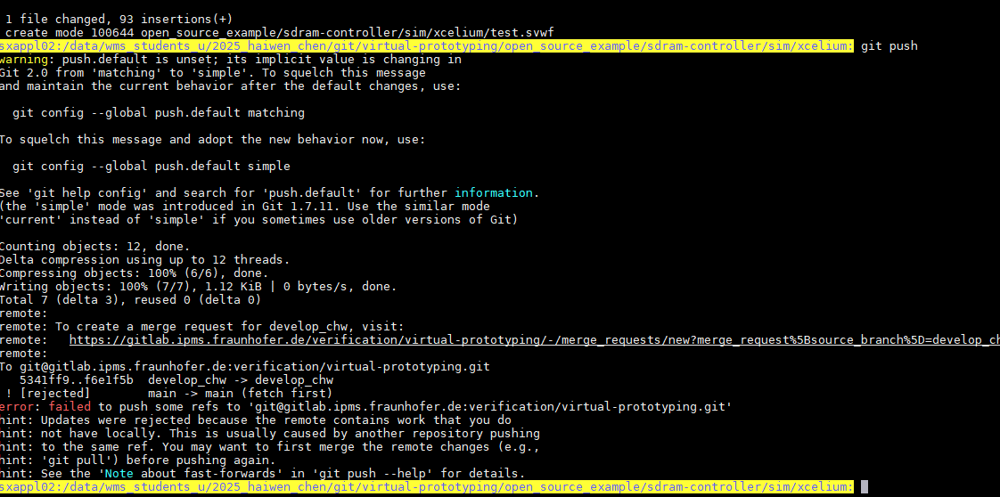 1 file changed, 93 insertions(+)
create mode 100644 open_source_example/sdram-controller/sim/xcelium/test.svwf
sxappl02:/data/wms_students_u/2025_haiwen_chen/git/virtual-prototyping/open_source_example/sdram-controller/sim/xcelium: git push
warning: push.default is unset; its implicit value is changing in
Git 2.0 from 'matching' to 'simple'. To squelch this message
and maintain the current behavior after the default changes, use:
git config --global push.default matching
To squelch this message and adopt the new behavior now, use:
git config --global push.default simple
See 'git help config' and search for 'push.default' for further information.
(the 'simple' mode was introduced in Git 1.7.11. Use the similar mode
'current' instead of 'simple' if you sometimes use older versions of Git)
Counting objects: 12, done.
Delta compression using up to 12 threads.
Compressing objects: 100% (6/6), done.
Writing objects: 100% (7/7), 1.12 KiB | 0 bytes/s, done.
Total 7 (delta 3), reused 0 (delta 0)
remote:
remote: To create a merge request for develop_chw, visit:
remote:   https://gitlab.ipms.fraunhofer.de/verification/virtual-prototyping/-/merge_requests/new?merge_request%5Bsource_branch%5D=develop_ch
remote:
To git@gitlab.ipms.fraunhofer.de:verification/virtual-prototyping.git
5341ff9..f6e1f5b  develop_chw -> develop_chw
! [rejected]        main -> main (fetch first)
error: failed to push some refs to 'git@gitlab.ipms.fraunhofer.de:verification/virtual-prototyping.git'
hint: Updates were rejected because the remote contains work that you do
hint: not have locally. This is usually caused by another repository pushing
hint: to the same ref. You may want to first merge the remote changes (e.g.,
hint: 'git pull') before pushing again.
hint: See the 'Note about fast-forwards' in 'git push --help' for details.
sxappl02:/data/wms_students_u/2025_haiwen_chen/git/virtual-prototyping/open_source_example/sdram-controller/sim/xcelium: